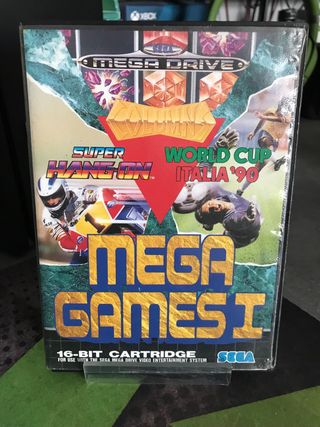 XBOX
SEGA
MEGA DRIVE
COLUMNS
SUPER
HANG-ON
WORLD CUP
ITALIA '90
MEGA
GAMES I
16-BIT CARTRIDGE
FOR USE WITH THE SEGA MEGA DRIVE VIDEO ENTERTAINMENT SYSTEM
SEGA